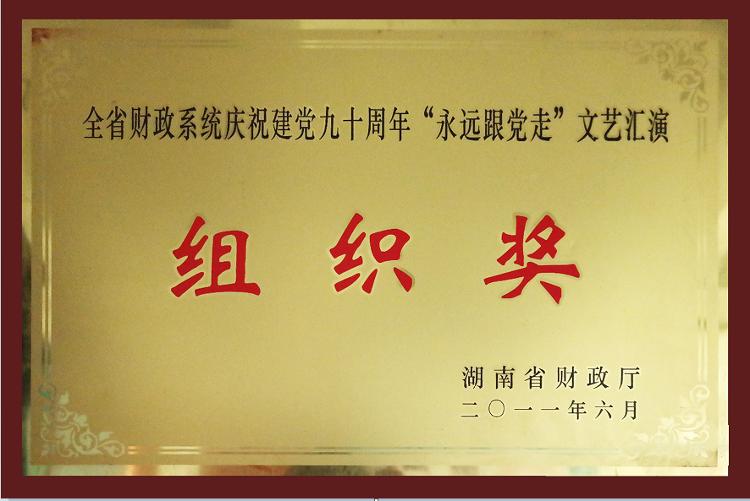 全省财政系统庆祝建党九十周年“永远跟党走”文艺汇演
组织奖
湖南省财政厅
二〇一一年六月